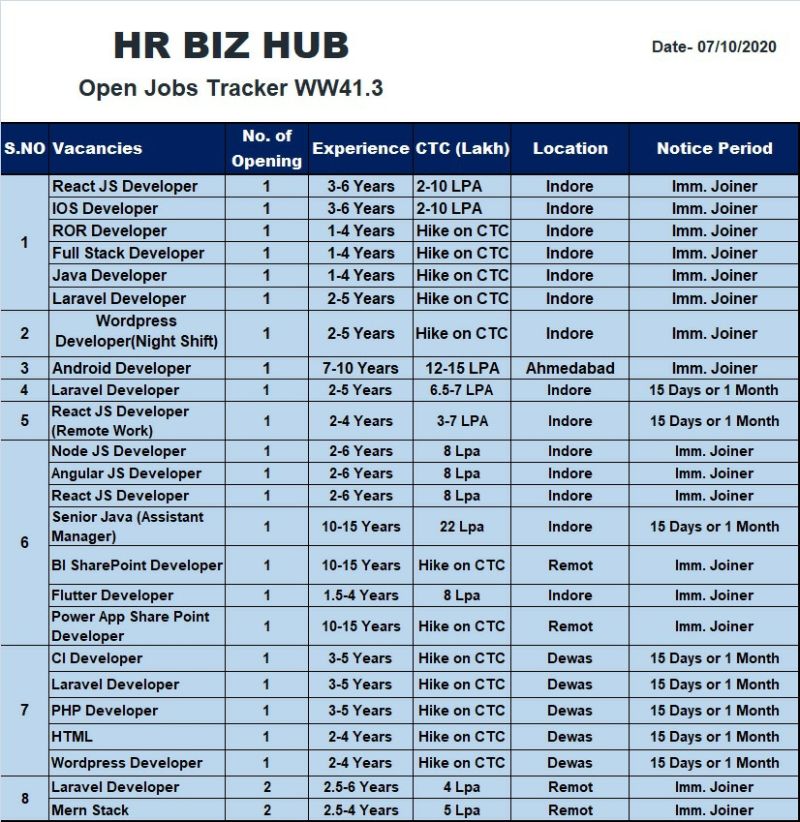 HR BIZ HUB
Date- 07/10/2020
Open Jobs Tracker WW41.3
S.NO Vacancies No. of Opening Experience CTC (Lakh) Location Notice Period
1
React JS Developer 1 3-6 Years 2-10 LPA Indore Imm. Joiner
IOS Developer 1 3-6 Years 2-10 LPA Indore Imm. Joiner
ROR Developer 1 1-4 Years Hike on CTC Indore Imm. Joiner
Full Stack Developer 1 1-4 Years Hike on CTC Indore Imm. Joiner
Java Developer 1 1-4 Years Hike on CTC Indore Imm. Joiner
Laravel Developer 1 2-5 Years Hike on CTC Indore Imm. Joiner
2 Wordpress
Developer(Night Shift) 1 2-5 Years Hike on CTC Indore Imm. Joiner
3 Android Developer 1 7-10 Years 12-15 LPA Ahmedabad Imm. Joiner
4 Laravel Developer 1 2-5 Years 6.5-7 LPA Indore 15 Days or 1 Month
5 React JS Developer
(Remote Work) 1 2-4 Years 3-7 LPA Indore 15 Days or 1 Month
6
Node JS Developer 1 2-6 Years 8 Lpa Indore Imm. Joiner
Angular JS Developer 1 2-6 Years 8 Lpa Indore Imm. Joiner
React JS Developer 1 2-6 Years 8 Lpa Indore Imm. Joiner
Senior Java (Assistant
Manager) 1 10-15 Years 22 Lpa Indore 15 Days or 1 Month
BI SharePoint Developer 1 10-15 Years Hike on CTC Remot Imm. Joiner
Flutter Developer 1 1.5-4 Years 8 Lpa Indore Imm. Joiner
Power App Share Point
Developer 1 10-15 Years Hike on CTC Remot Imm. Joiner
7
CI Developer 1 3-5 Years Hike on CTC Dewas 15 Days or 1 Month
Laravel Developer 1 3-5 Years Hike on CTC Dewas 15 Days or 1 Month
PHP Developer 1 3-5 Years Hike on CTC Dewas 15 Days or 1 Month
HTML 1 2-4 Years Hike on CTC Dewas 15 Days or 1 Month
Wordpress Developer 1 2-4 Years Hike on CTC Dewas 15 Days or 1 Month
8
Laravel Developer 2 2.5-6 Years 4 Lpa Remot Imm. Joiner
Mern Stack 2 2.5-4 Years 5 Lpa Remot Imm. Joiner